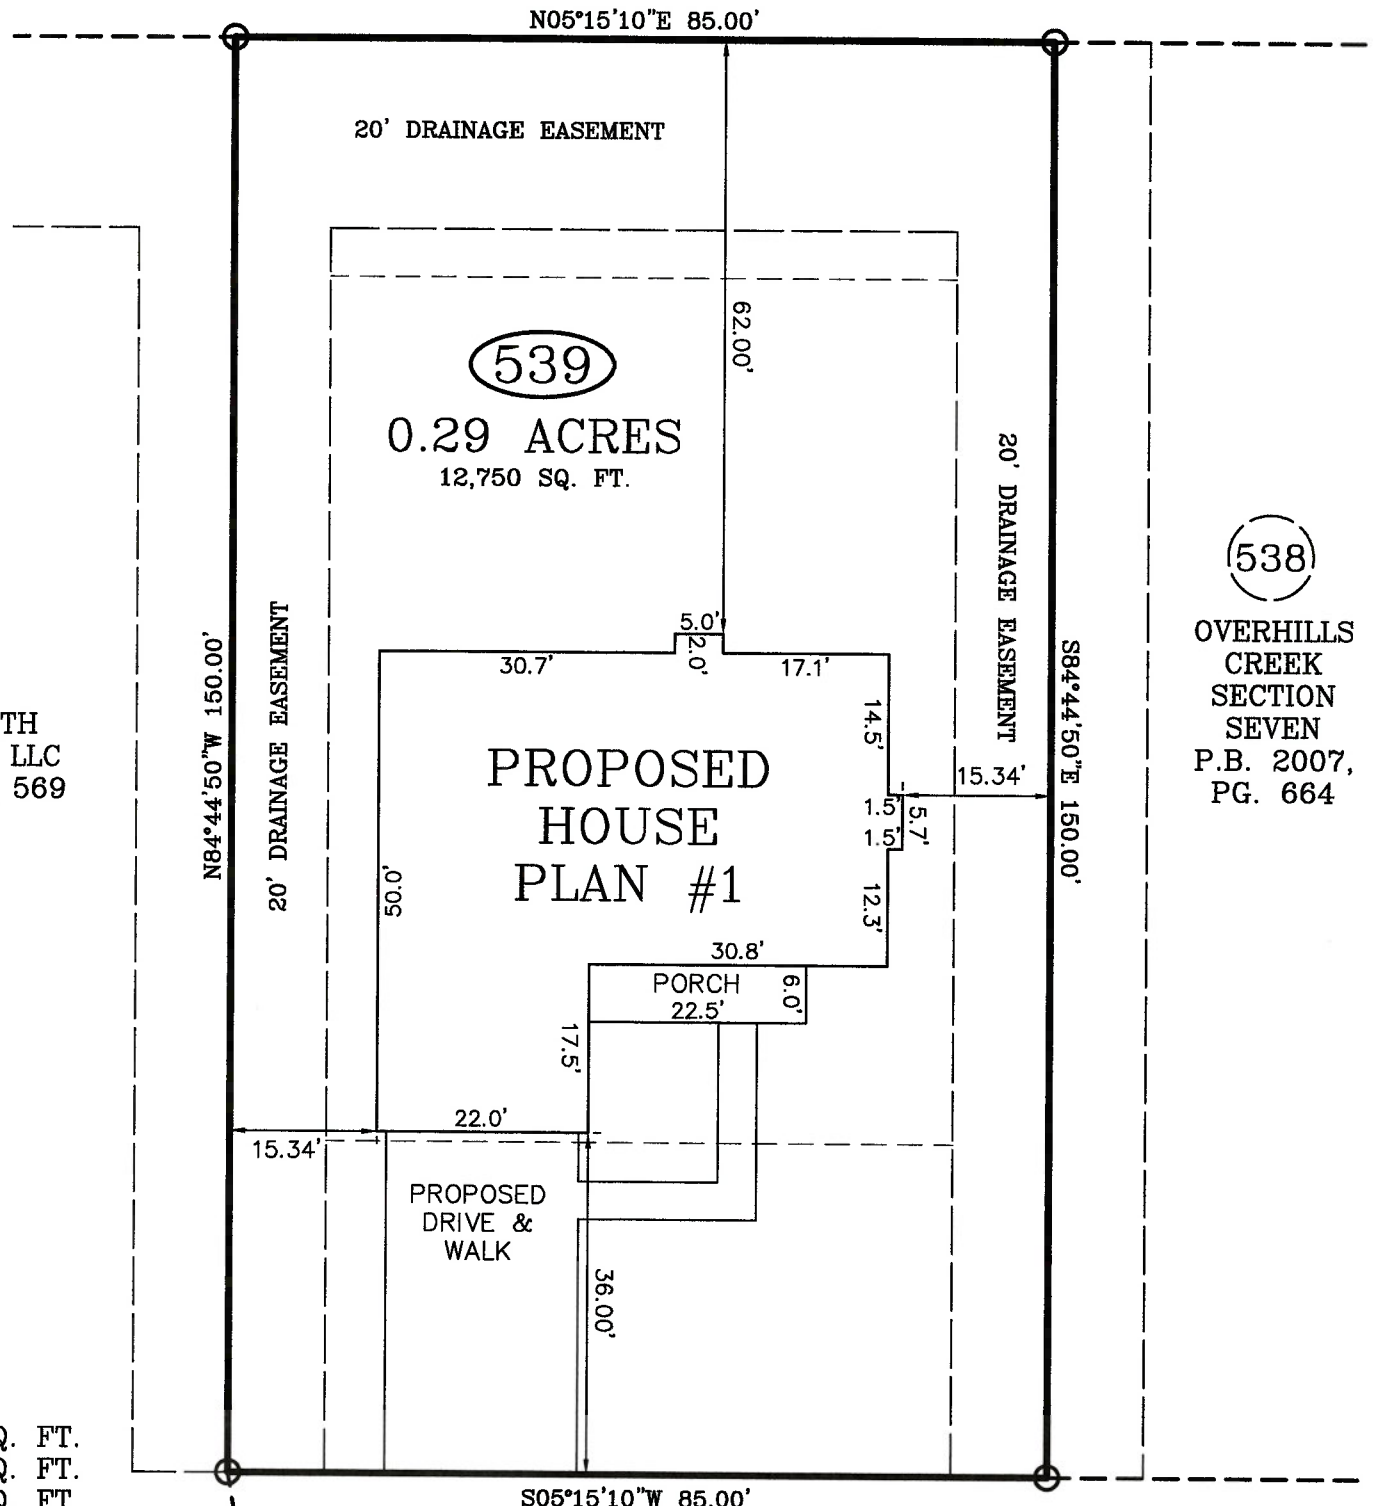 N05°15'10"E 85.00'
20' DRAINAGE EASEMENT
62.00'
539
0.29 ACRES
12,750 SQ. FT.
20' DRAINAGE EASEMENT
538
OVERHILLS
CREEK
SECTION
SEVEN
P.B. 2007,
PG. 664
S84°44'50"E 150.00'
N84°44'50"W 150.00'
20' DRAINAGE EASEMENT
TH
LLC
569
5.0'
2.0'
30.7'
17.1'
14.5'
15.34'
1.5'
5.7'
1.5'
12.3'
PROPOSED
HOUSE
PLAN #1
50.0'
30.8'
PORCH
22.5'
6.0'
17.5'
22.0'
15.34'
PROPOSED
DRIVE &
WALK
36.00'
Q. FT.
Q. FT.
Q. FT.
S05°15'10"W 85.00'